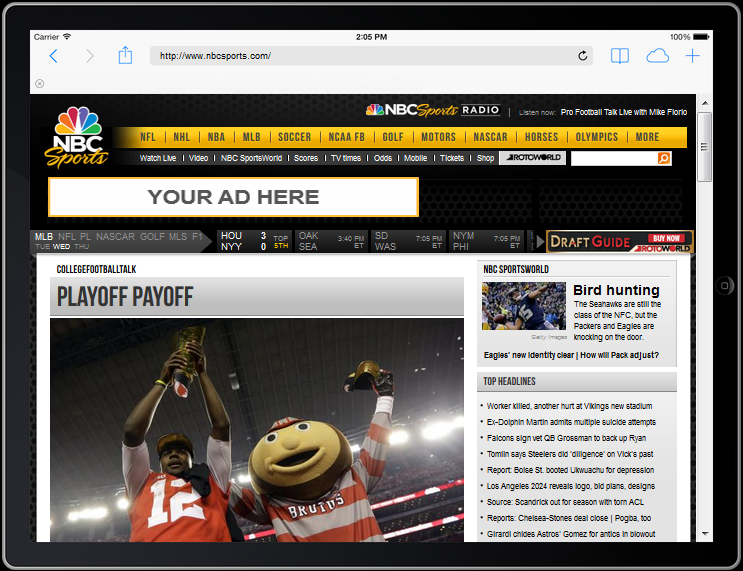 Carrier 2:05 PM 100%
http://www.nbcsports.com/
NBC Sports RADIO | Listen now: Pro Football Talk Live with Mike Florio
NBC
Sports
NFL | NHL | NBA | MLB | SOCCER | NCAA FB | GOLF | MOTORS | NASCAR | HORSES | OLYMPICS | MORE
Watch Live | Video | NBC SportsWorld | Scores | TV times | Odds | Mobile | Tickets | Shop ROTOWORLD
YOUR AD HERE
MLB NFL PL NASCAR GOLF MLS F1
TUE WED THU
HOU 3 TOP 5TH
NYY 0
OAK 3:40 PM ET
SEA
SD 7:05 PM ET
WAS
NYM 7:05 PM ET
PHI
DRAFT GUIDE BUY NOW ROTOWORLD
COLLEGEFOOTBALLTALK
PLAYOFF PAYOFF
12
BRUTUS
NBC SPORTSWORLD
Bird hunting
The Seahawks are still the
class of the NFC, but the
Packers and Eagles are
knocking on the door.
Getty Images
Eagles' new identity clear | How will Pack adjust?
TOP HEADLINES
• Worker killed, another hurt at Vikings new stadium
• Ex-Dolphin Martin admits multiple suicide attempts
• Falcons sign vet QB Grossman to back up Ryan
• Tomlin says Steelers did 'diligence' on Vick's past
• Report: Boise St. booted Ukwuachu for depression
• Los Angeles 2024 reveals logo, bid plans, designs
• Source: Scandrick out for season with torn ACL
• Reports: Chelsea-Stones deal close | Pogba, too
• Girardi chides Astros' Gomez for antics in blowout